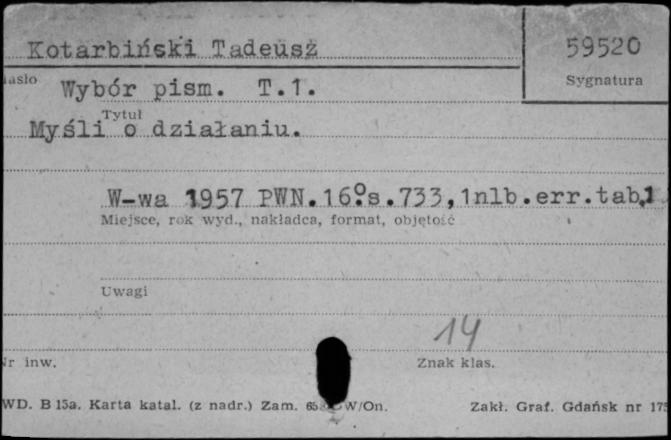 Kotarbiński Tadeusz
59520
Sygnatura
Wybór pism. T.1.
Tytuł
Myśli o działaniu.
W-wa 1957 PWN.16°.s.733,1nlb.err.tab.1
Miejsce, rok wyd., nakładca, format, objętość
Uwagi
14
Nr inw.
Znak klas.
WD. B 15a. Karta katal. (z nadr.) Zam. W/On.
Zakł. Graf. Gdańsk nr